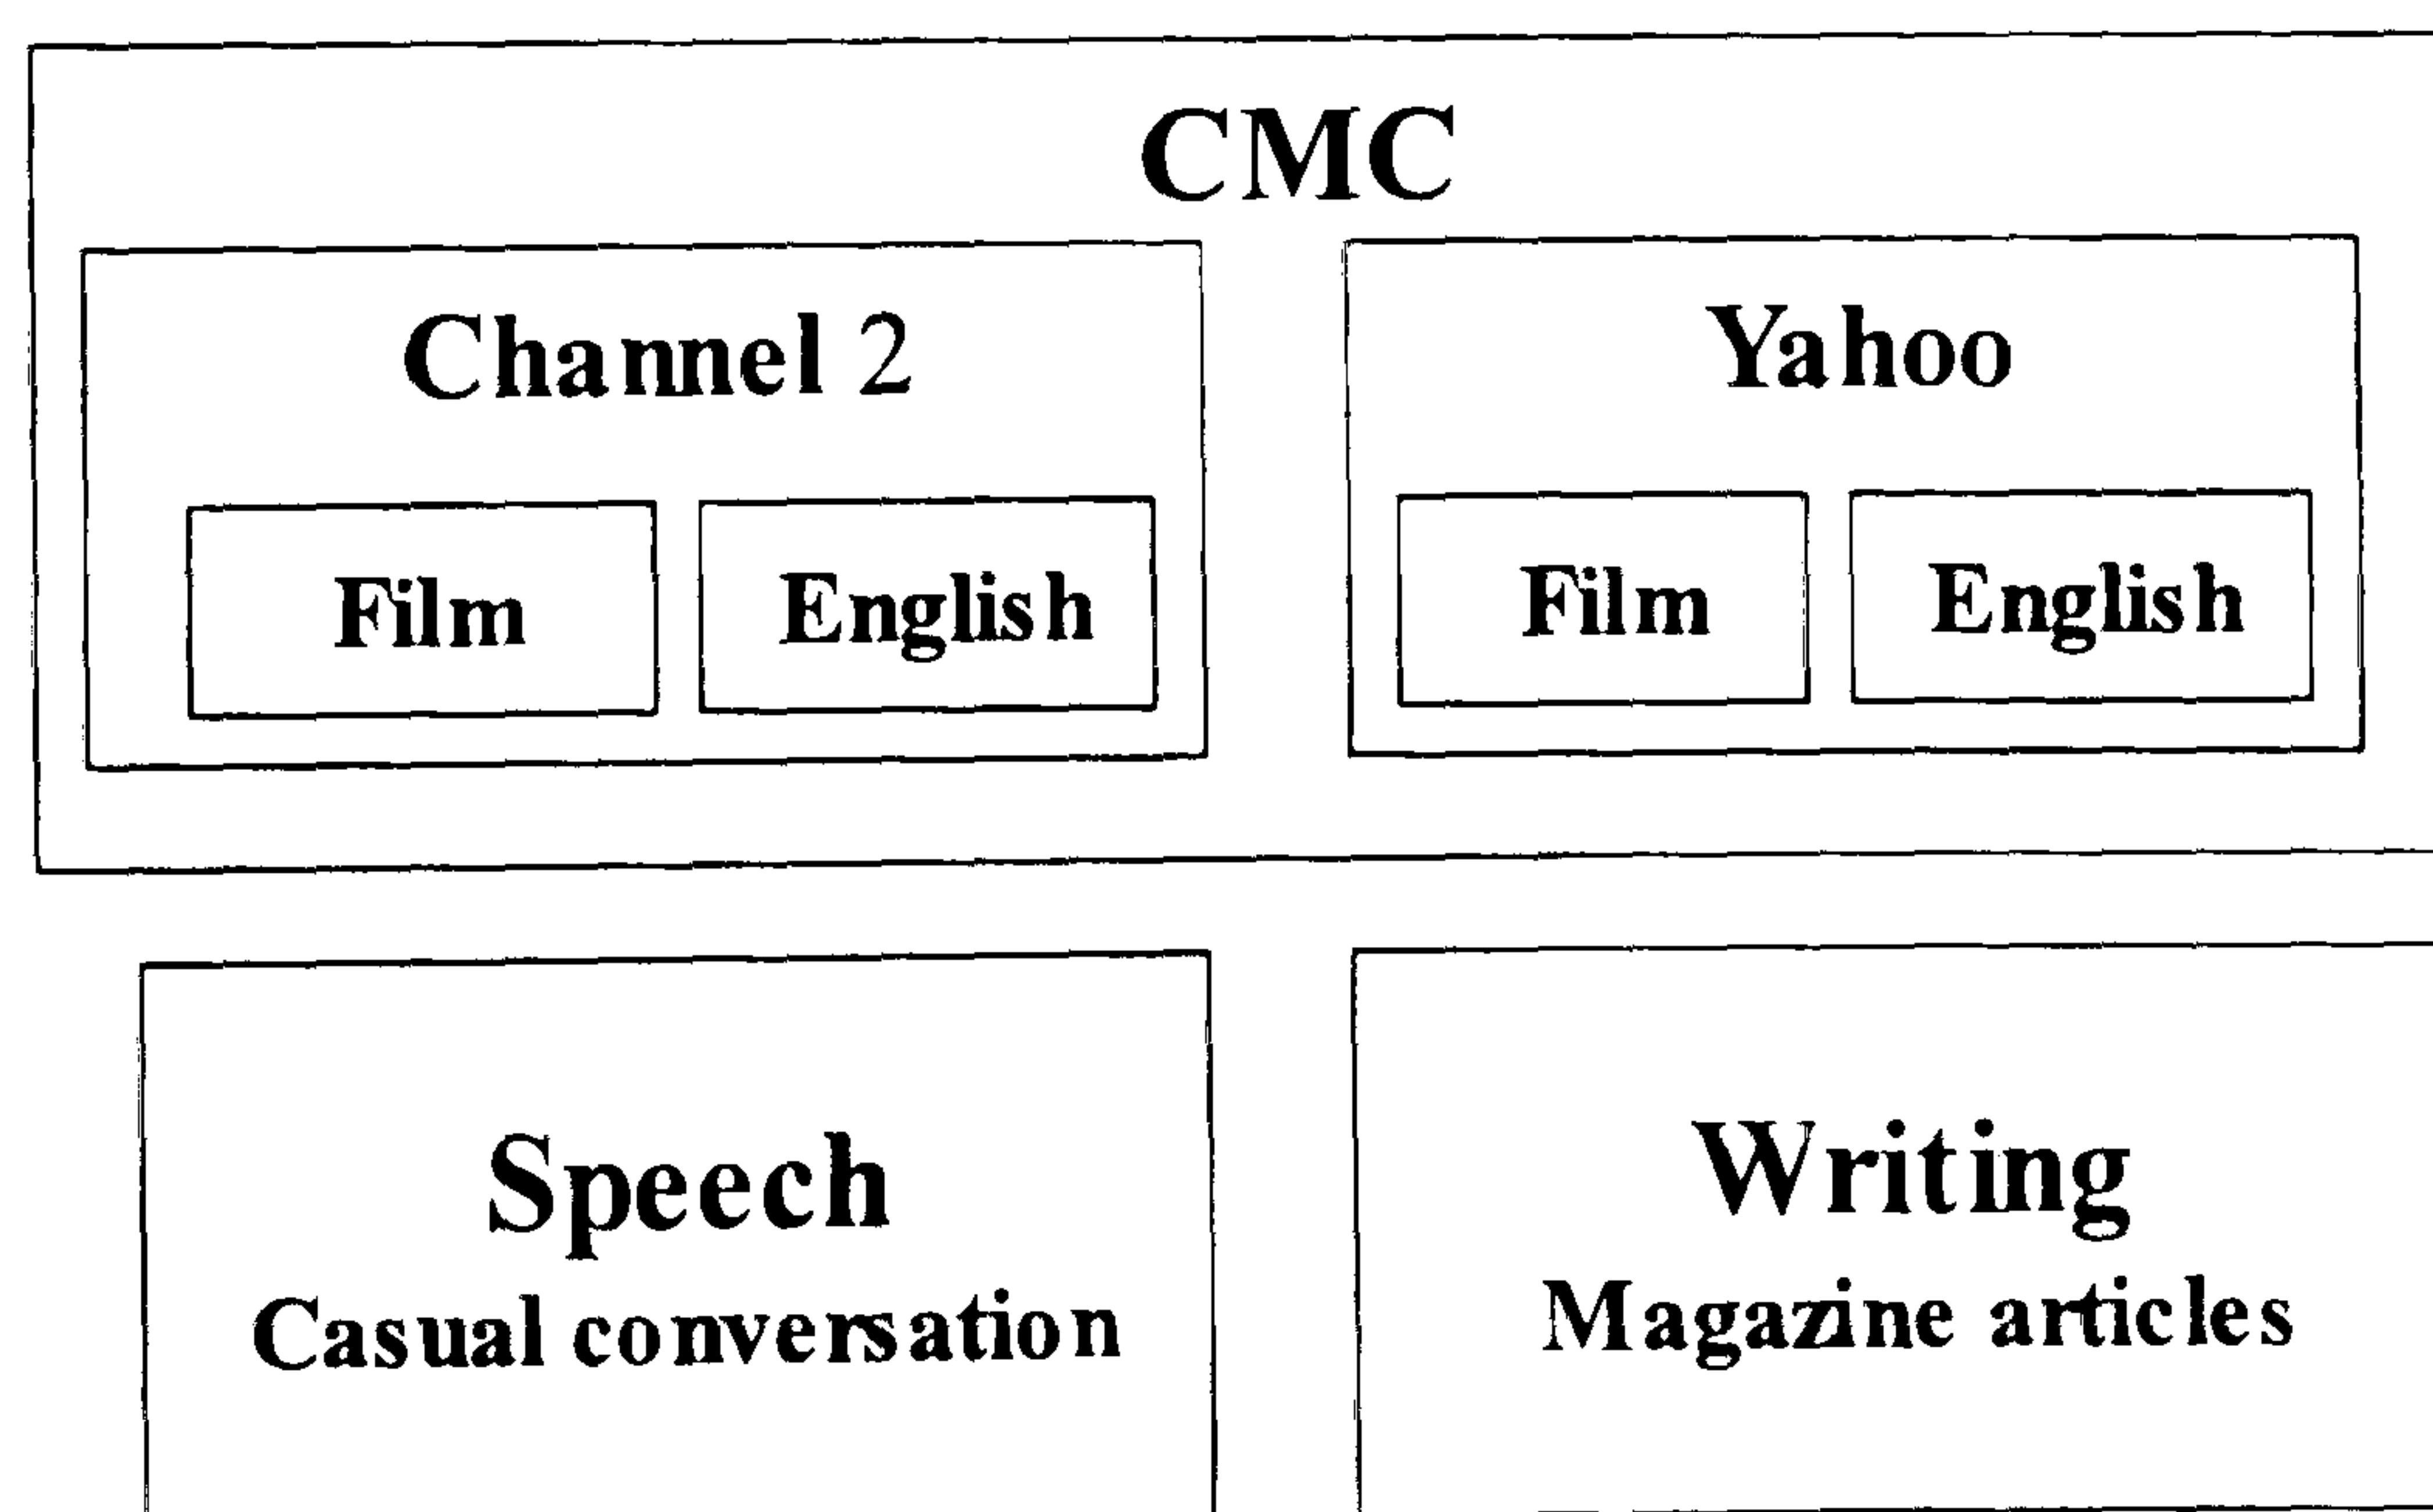 CMC
Channel 2
Yahoo
Film
English
Film
English
Speech
Casual conversation
Writing
Magazine articles